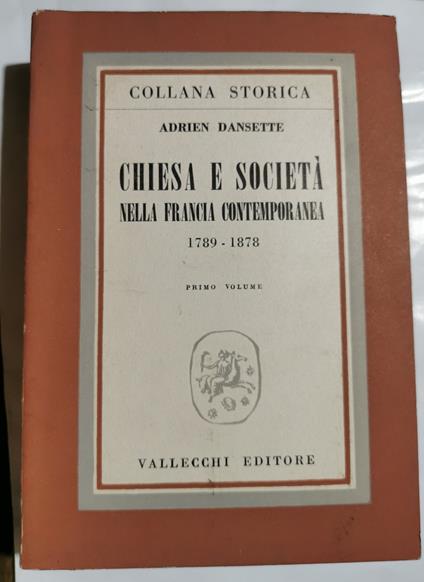 COLLANA STORICA
ADRIEN DANSETTE
CHIESA E SOCIETÀ
NELLA FRANCIA CONTEMPORANEA
1789 - 1878
PRIMO VOLUME
VALLECCHI EDITORE